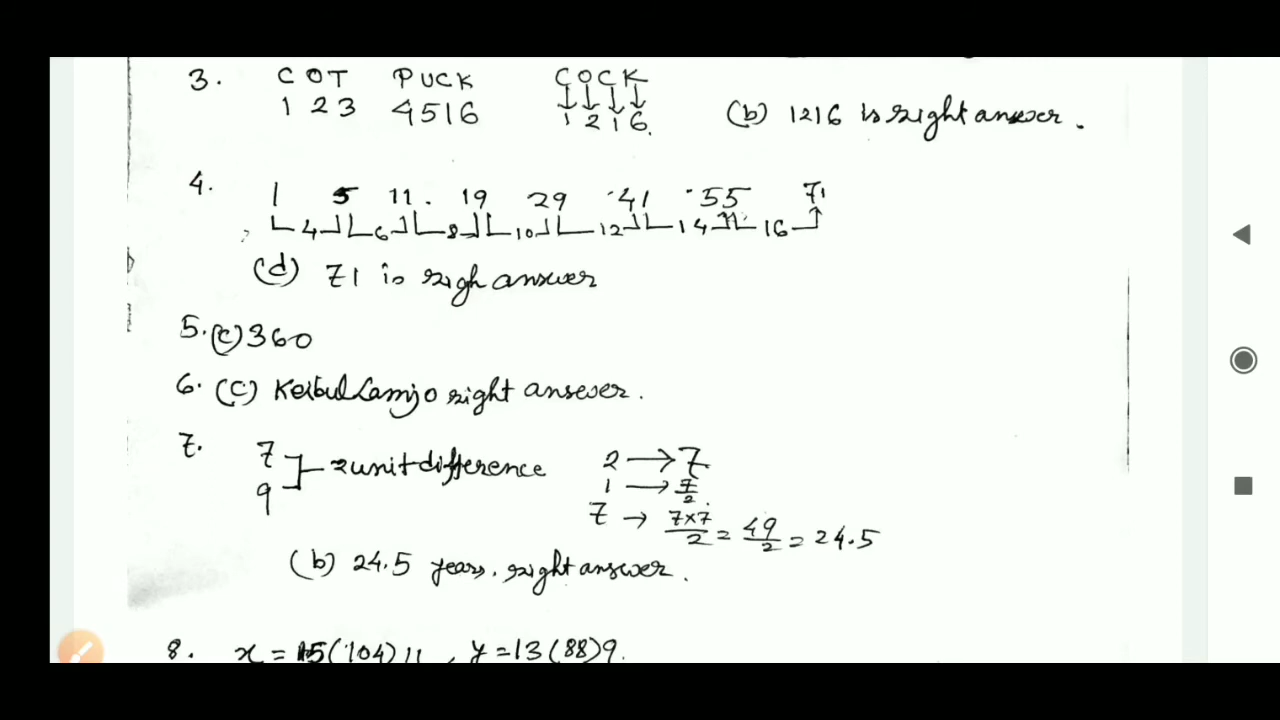 3. COT PUCK COCK
123 4516 1216. (b) 1216 is right answer.
4. 1 5 11. 19 29 41 55 71
4 6 8 10 12 14 16
(d) 71 is righ answer
5. (c) 360
6. (c) Keibul Lamjo right answer.
7. 7 2 → 7
2 unit difference
1 → 7/2
9
7 → 7×7/2 = 49/2 = 24.5
(b) 24.5 years. right answer.
8. x = 15(104)11, y = 13(88)9.